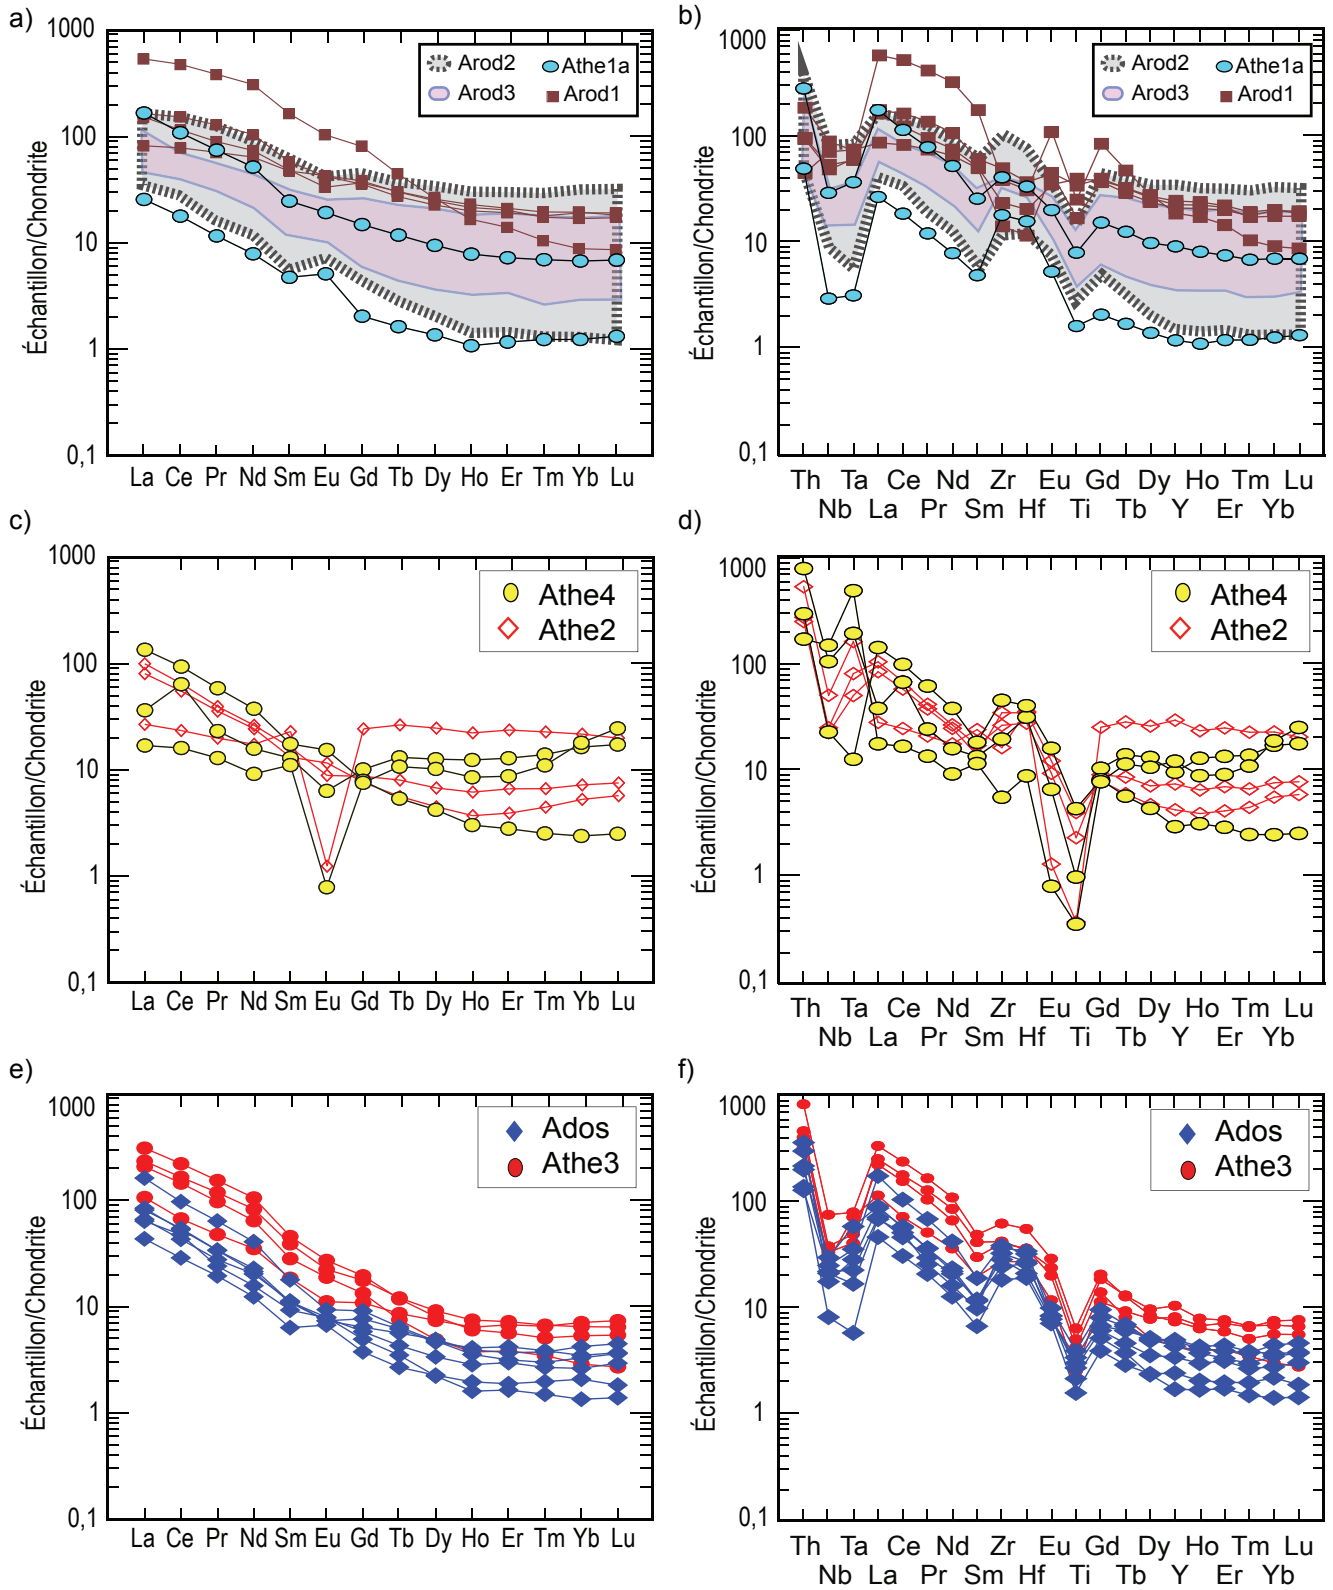 a)
Échantillon/Chondrite
1000
100
10
1
0,1
Arod2 Athe1a
Arod3 Arod1
La Ce Pr Nd Sm Eu Gd Tb Dy Ho Er Tm Yb Lu
b)
Échantillon/Chondrite
1000
100
10
1
0,1
Arod2 Athe1a
Arod3 Arod1
Th Ta Ce Nd Zr Eu Gd Dy Ho Tm Lu
Nb La Pr Sm Hf Ti Tb Y Er Yb
c)
Échantillon/Chondrite
1000
100
10
1
0,1
Athe4
Athe2
La Ce Pr Nd Sm Eu Gd Tb Dy Ho Er Tm Yb Lu
d)
Échantillon/Chondrite
1000
100
10
1
0,1
Athe4
Athe2
Th Ta Ce Nd Zr Eu Gd Dy Ho Tm Lu
Nb La Pr Sm Hf Ti Tb Y Er Yb
e)
Échantillon/Chondrite
1000
100
10
1
0,1
Ados
Athe3
La Ce Pr Nd Sm Eu Gd Tb Dy Ho Er Tm Yb Lu
f)
Échantillon/Chondrite
1000
100
10
1
0,1
Ados
Athe3
Th Ta Ce Nd Zr Eu Gd Dy Ho Tm Lu
Nb La Pr Sm Hf Ti Tb Y Er Yb